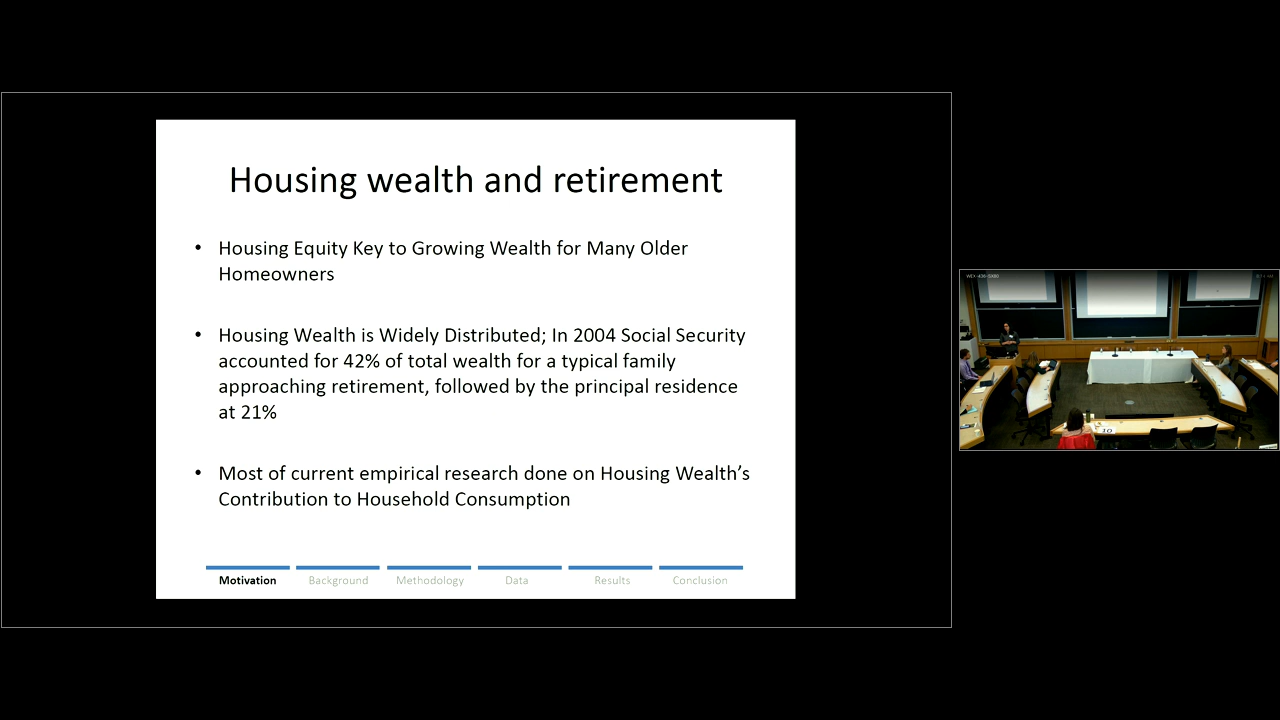 Housing wealth and retirement
• Housing Equity Key to Growing Wealth for Many Older
Homeowners
• Housing Wealth is Widely Distributed; In 2004 Social Security
accounted for 42% of total wealth for a typical family
approaching retirement, followed by the principal residence
at 21%
• Most of current empirical research done on Housing Wealth’s
Contribution to Household Consumption
Motivation Background Methodology Data Results Conclusion
10